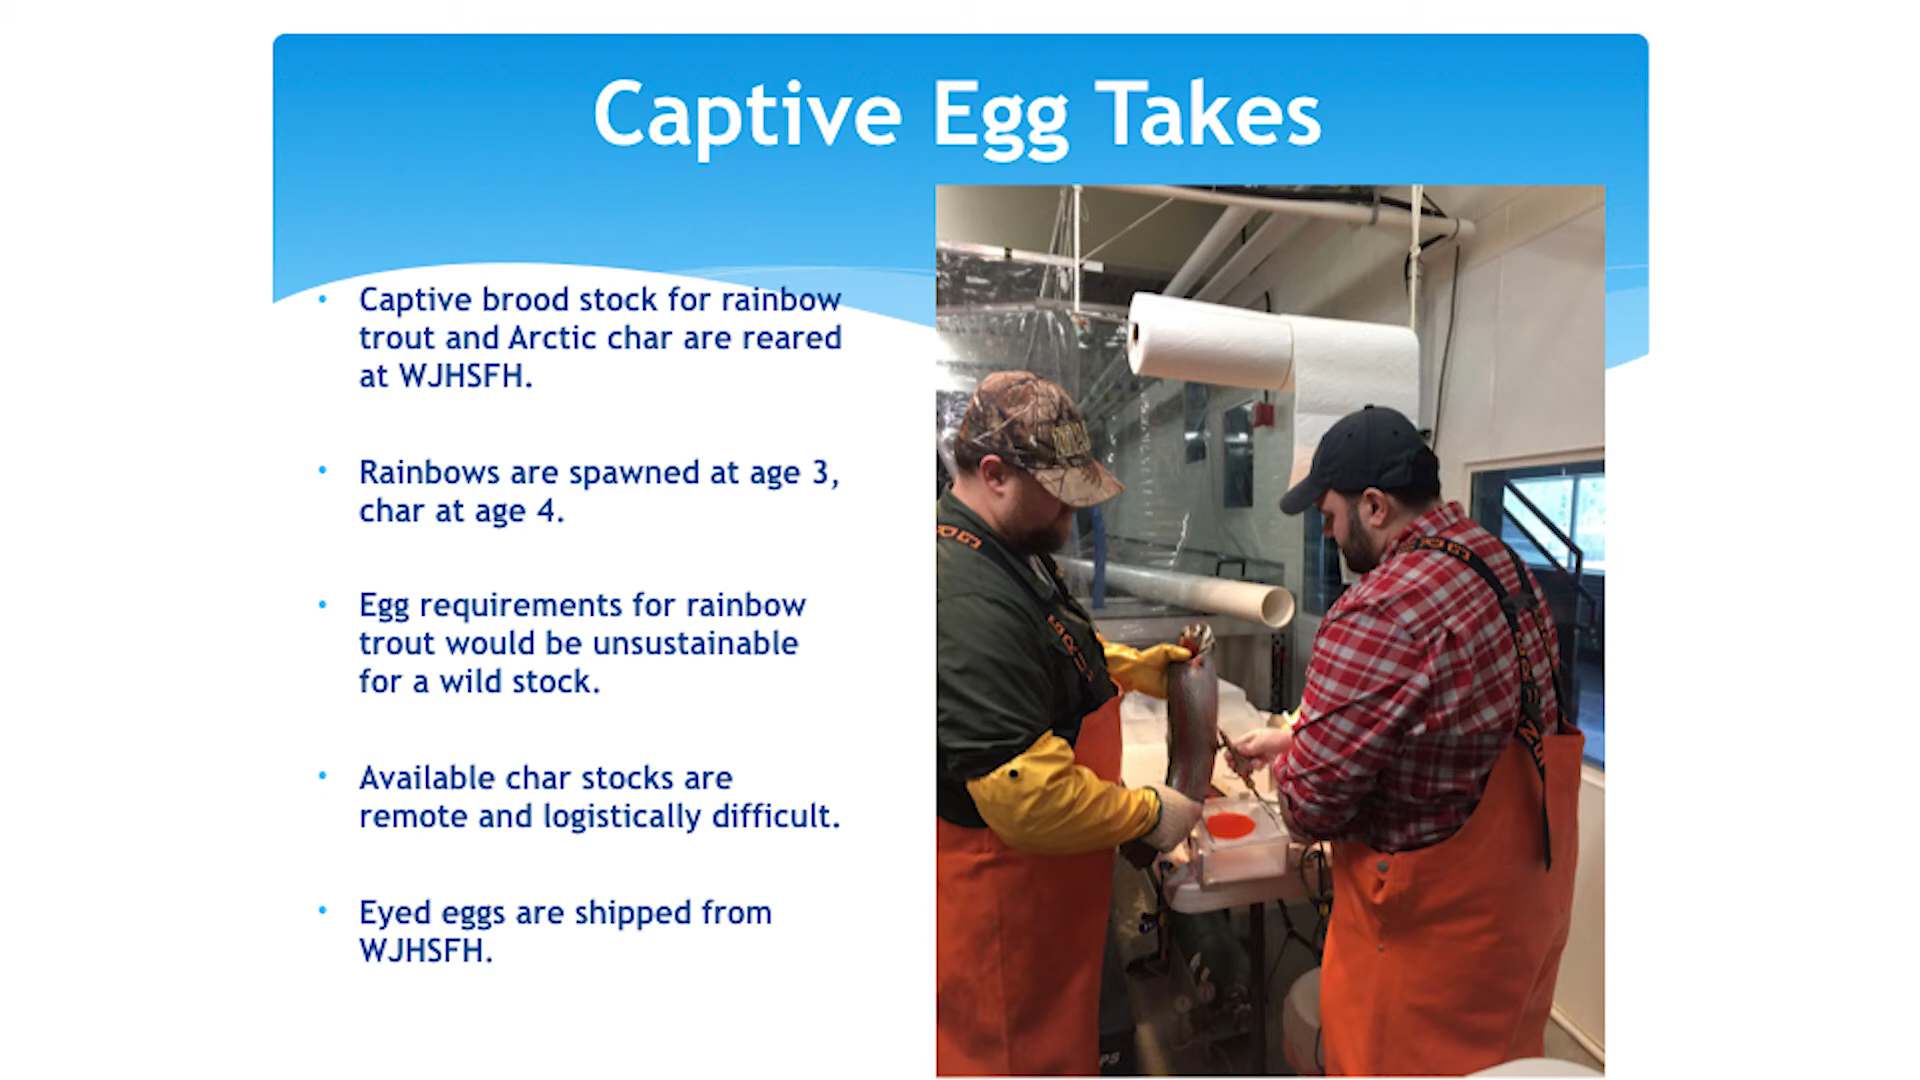 Captive Egg Takes
• Captive brood stock for rainbow
trout and Arctic char are reared
at WJHSFH.
• Rainbows are spawned at age 3,
char at age 4.
• Egg requirements for rainbow
trout would be unsustainable
for a wild stock.
• Available char stocks are
remote and logistically difficult.
• Eyed eggs are shipped from
WJHSFH.